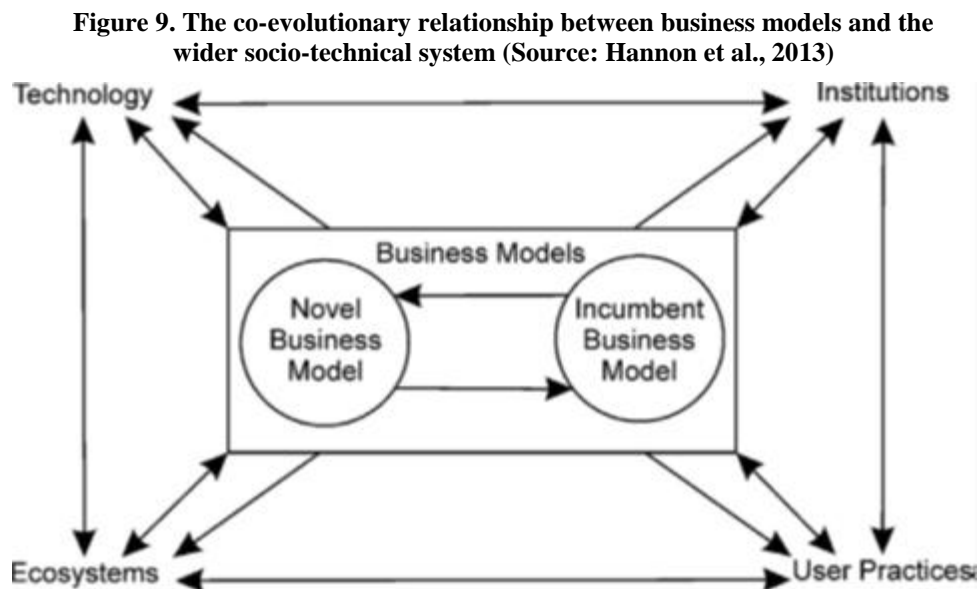 Figure 9. The co-evolutionary relationship between business models and the
wider socio-technical system (Source: Hannon et al., 2013)
Technology
Institutions
Business Models
Novel
Business
Model
Incumbent
Business
Model
Ecosystems
User Practices